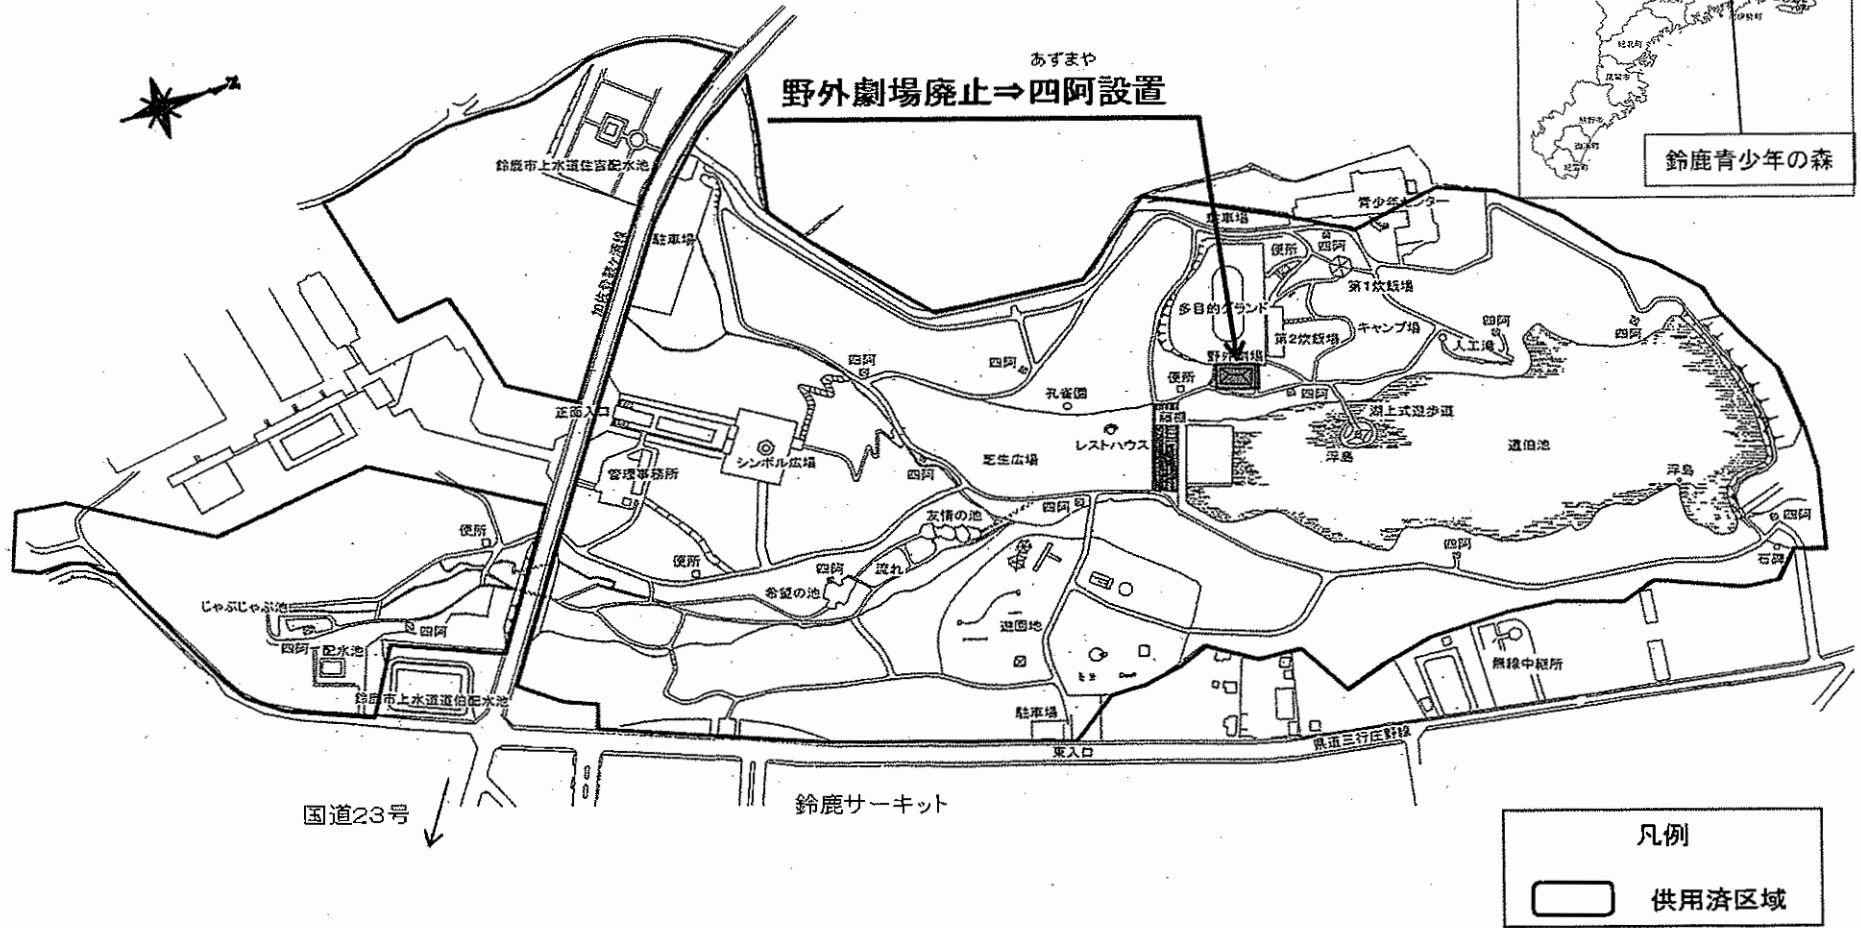 あずまや
野外劇場廃止⇒四阿設置
鈴鹿青少年の森
鈴鹿市上水道住吉配水池
駐車場
駐車場
青少年センター
便所
四阿
第1炊飯場
多目的グランド
第2炊飯場
キャンプ場
四阿
人工滝
四阿
野外劇場
便所
四阿
湖上式遊歩道
浮島
道伯池
浮島
四阿
四阿
四阿
孔雀園
レストハウス
藤棚
芝生広場
正面入口
シンボル広場
管理事務所
四阿
四阿
友情の池
四阿
流れ
希望の池
便所
便所
四阿
じゃぶじゃぶ池
四阿
四阿
配水池
鈴鹿市上水道道伯配水池
遊園地
無線中継所
駐車場
東入口
県道三行庄野線
国道23号
鈴鹿サーキット
凡例
供用済区域